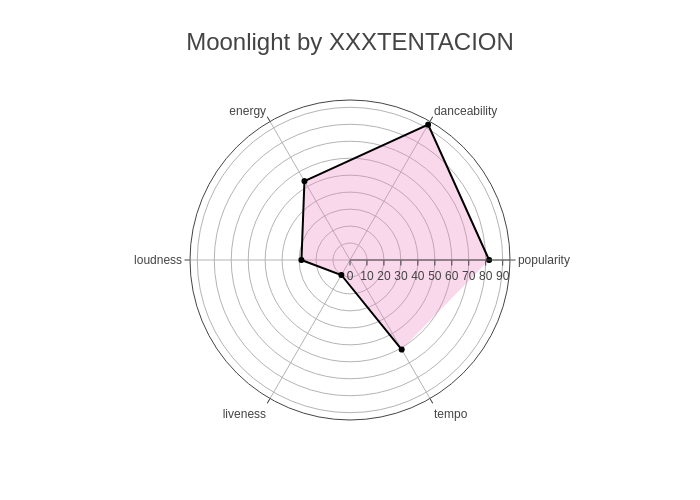 Moonlight by XXXTENTACION
energy
danceability
loudness
popularity
0 10 20 30 40 50 60 70 80 90
liveness
tempo